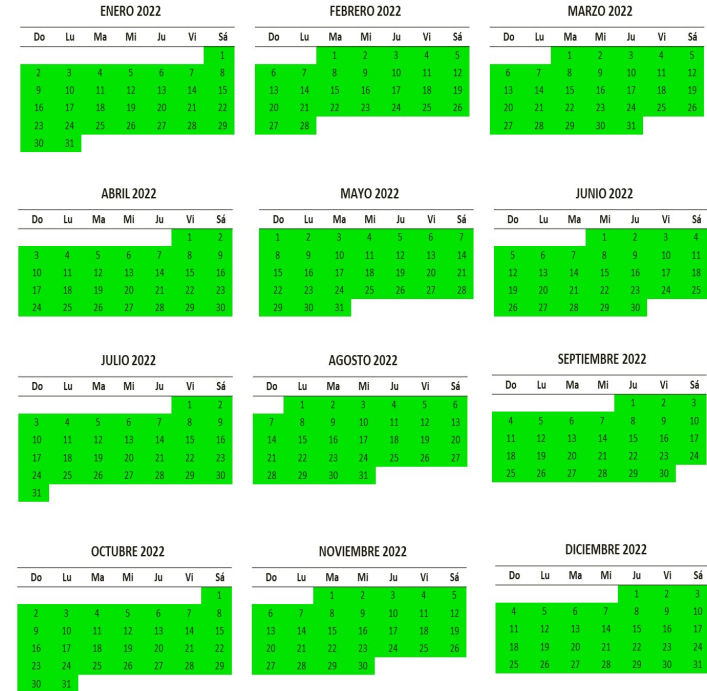 ENERO 2022
Do Lu Ma Mi Ju Vi Sá
1
2 3 4 5 6 7 8
9 10 11 12 13 14 15
16 17 18 19 20 21 22
23 24 25 26 27 28 29
30 31
FEBRERO 2022
Do Lu Ma Mi Ju Vi Sá
1 2 3 4 5
6 7 8 9 10 11 12
13 14 15 16 17 18 19
20 21 22 23 24 25 26
27 28
MARZO 2022
Do Lu Ma Mi Ju Vi Sá
1 2 3 4 5
6 7 8 9 10 11 12
13 14 15 16 17 18 19
20 21 22 23 24 25 26
27 28 29 30 31
ABRIL 2022
Do Lu Ma Mi Ju Vi Sá
1 2
3 4 5 6 7 8 9
10 11 12 13 14 15 16
17 18 19 20 21 22 23
24 25 26 27 28 29 30
MAYO 2022
Do Lu Ma Mi Ju Vi Sá
1 2 3 4 5 6 7
8 9 10 11 12 13 14
15 16 17 18 19 20 21
22 23 24 25 26 27 28
29 30 31
JUNIO 2022
Do Lu Ma Mi Ju Vi Sá
1 2 3 4
5 6 7 8 9 10 11
12 13 14 15 16 17 18
19 20 21 22 23 24 25
26 27 28 29 30
JULIO 2022
Do Lu Ma Mi Ju Vi Sá
1 2
3 4 5 6 7 8 9
10 11 12 13 14 15 16
17 18 19 20 21 22 23
24 25 26 27 28 29 30
31
AGOSTO 2022
Do Lu Ma Mi Ju Vi Sá
1 2 3 4 5 6
7 8 9 10 11 12 13
14 15 16 17 18 19 20
21 22 23 24 25 26 27
28 29 30 31
SEPTIEMBRE 2022
Do Lu Ma Mi Ju Vi Sá
1 2 3
4 5 6 7 8 9 10
11 12 13 14 15 16 17
18 19 20 21 22 23 24
25 26 27 28 29 30
OCTUBRE 2022
Do Lu Ma Mi Ju Vi Sá
1
2 3 4 5 6 7 8
9 10 11 12 13 14 15
16 17 18 19 20 21 22
23 24 25 26 27 28 29
30 31
NOVIEMBRE 2022
Do Lu Ma Mi Ju Vi Sá
1 2 3 4 5
6 7 8 9 10 11 12
13 14 15 16 17 18 19
20 21 22 23 24 25 26
27 28 29 30
DICIEMBRE 2022
Do Lu Ma Mi Ju Vi Sá
1 2 3
4 5 6 7 8 9 10
11 12 13 14 15 16 17
18 19 20 21 22 23 24
25 26 27 28 29 30 31